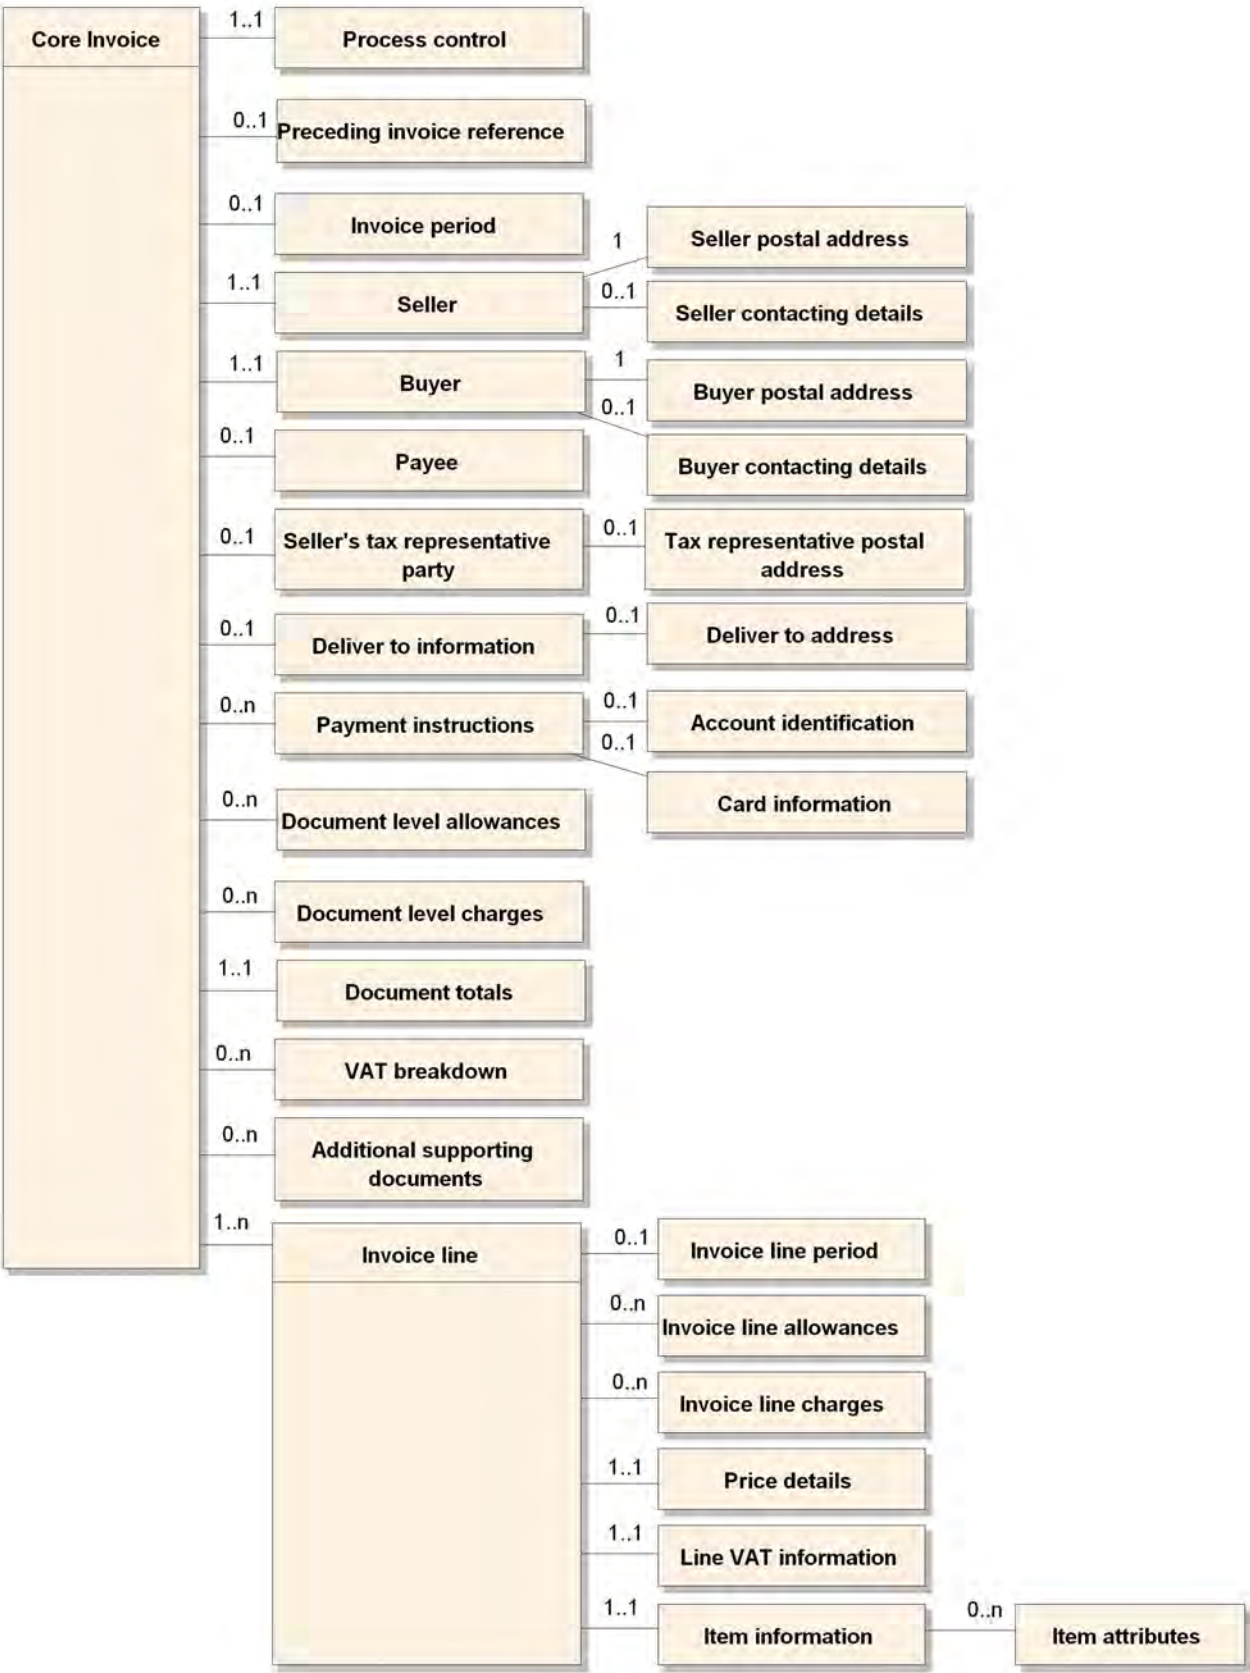 Core Invoice
1..1
Process control
0..1
Preceding invoice reference
0..1
Invoice period
1..1
Seller
1
Seller postal address
0..1
Seller contacting details
1..1
Buyer
1
Buyer postal address
0..1
Buyer contacting details
0..1
Payee
0..1
Seller's tax representative
party
0..1
Tax representative postal
address
0..1
Deliver to information
0..1
Deliver to address
0..n
Payment instructions
0..1
Account identification
0..1
Card information
0..n
Document level allowances
0..n
Document level charges
1..1
Document totals
0..n
VAT breakdown
0..n
Additional supporting
documents
1..n
Invoice line
0..1
Invoice line period
0..n
Invoice line allowances
0..n
Invoice line charges
1..1
Price details
1..1
Line VAT information
1..1
Item information
0..n
Item attributes